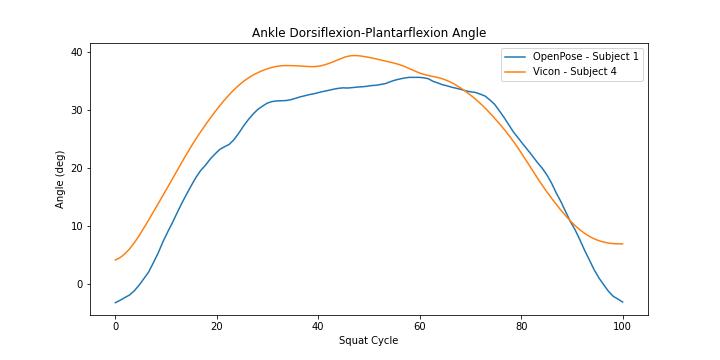 Ankle Dorsiflexion-Plantarflexion Angle
OpenPose - Subject 1
Vicon - Subject 4
Angle (deg)
40
30
20
10
0
0 20 40 60 80 100
Squat Cycle